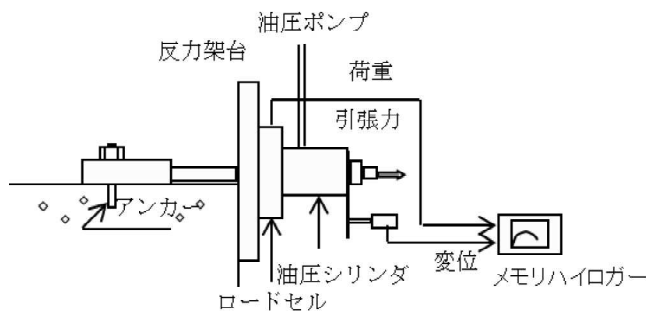 油圧ポンプ
反力架台
荷重
引張力
アンカー
油圧シリンダ
変位
メモリハイロガー
ロードセル